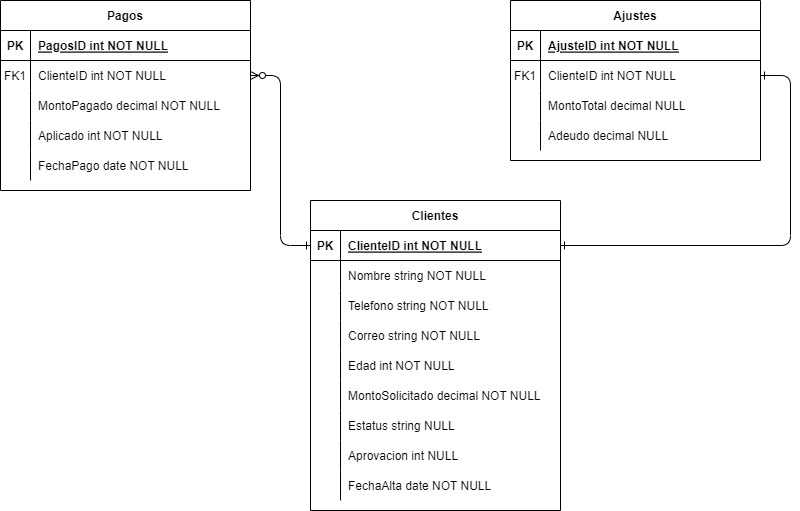 Pagos
PK PagosID int NOT NULL
FK1 ClienteID int NOT NULL
MontoPagado decimal NOT NULL
Aplicado int NOT NULL
FechaPago date NOT NULL
Ajustes
PK AjusteID int NOT NULL
FK1 ClienteID int NOT NULL
MontoTotal decimal NULL
Adeudo decimal NULL
Clientes
PK ClienteID int NOT NULL
Nombre string NOT NULL
Telefono string NOT NULL
Correo string NOT NULL
Edad int NOT NULL
MontoSolicitado decimal NOT NULL
Estatus string NULL
Aprovacion int NULL
FechaAlta date NOT NULL